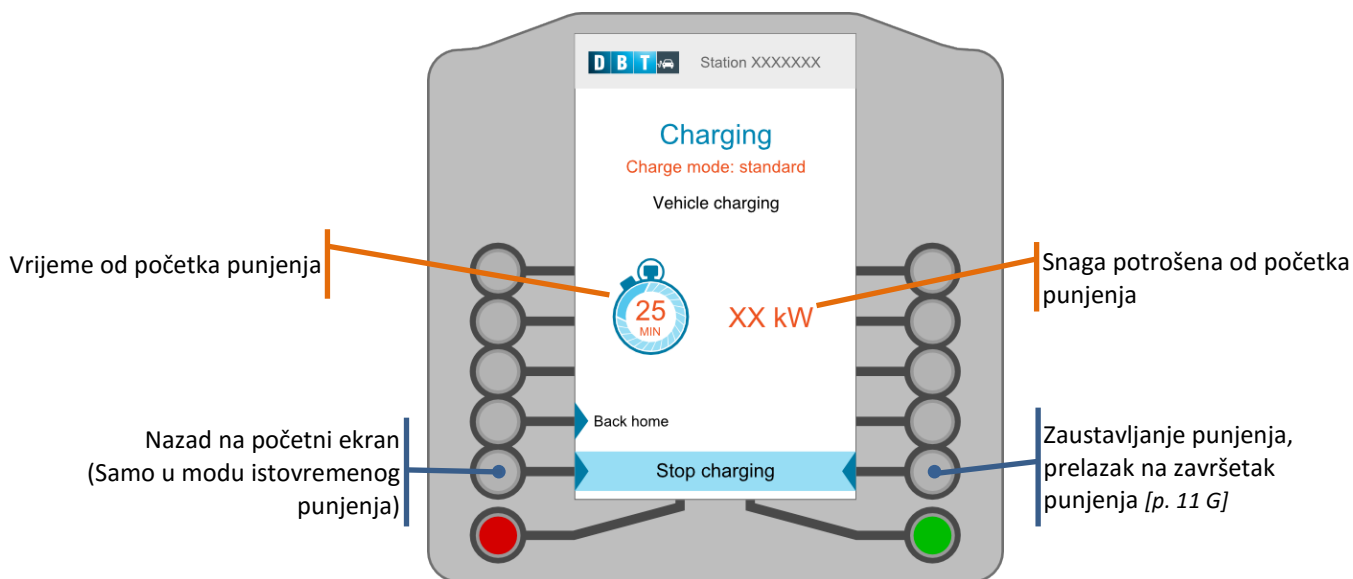 DBT
Station XXXXXXX
Charging
Charge mode: standard
Vehicle charging
Vrijeme od početka punjenja
25
MIN
XX kW
Snaga potrošena od početka
punjenja
Back home
Nazad na početni ekran
(Samo u modu istovremenog
punjenja)
Stop charging
Zaustavljanje punjenja,
prelazak na završetak
punjenja [p. 11 G]